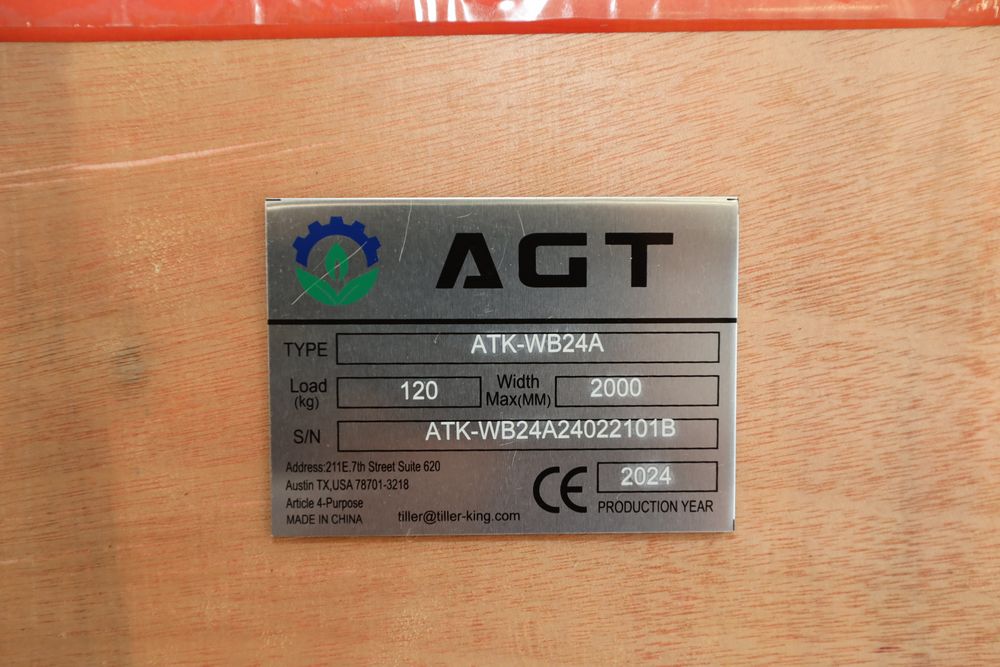 AGT
TYPE ATK-WB24A
Load (kg) 120 Width Max(MM) 2000
S/N ATK-WB24A24022101B
Address:211E.7th Street Suite 620
Austin TX,USA 78701-3218
Article 4-Purpose
MADE IN CHINA
tiller@tiller-king.com
CE
2024
PRODUCTION YEAR